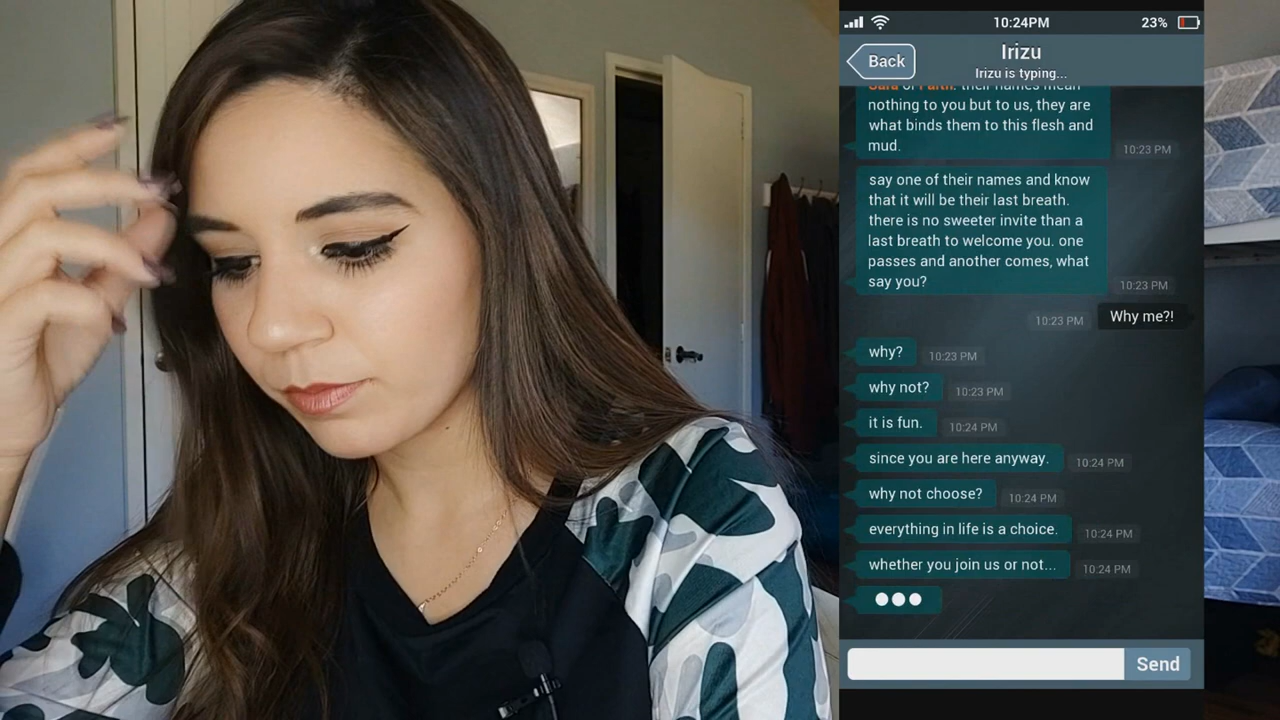 10:24PM
23%
Back
Irizu
Irizu is typing...
Sara or Faith. their names mean
nothing to you but to us, they are
what binds them to this flesh and
mud.
10:23 PM
say one of their names and know
that it will be their last breath.
there is no sweeter invite than a
last breath to welcome you. one
passes and another comes, what
say you?
10:23 PM
10:23 PM
Why me?!
why?
10:23 PM
why not?
10:23 PM
it is fun.
10:24 PM
since you are here anyway.
10:24 PM
why not choose?
10:24 PM
everything in life is a choice.
10:24 PM
whether you join us or not...
10:24 PM
Send